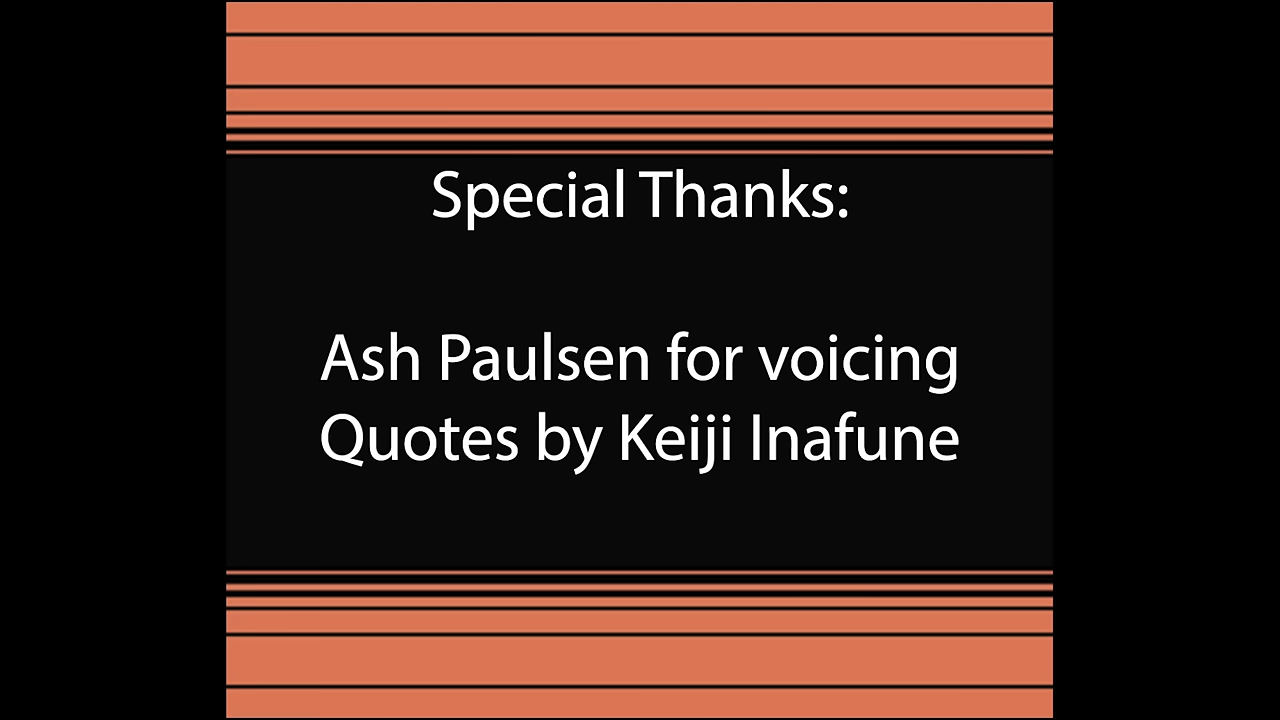 Special Thanks:
Ash Paulsen for voicing
Quotes by Keiji Inafune